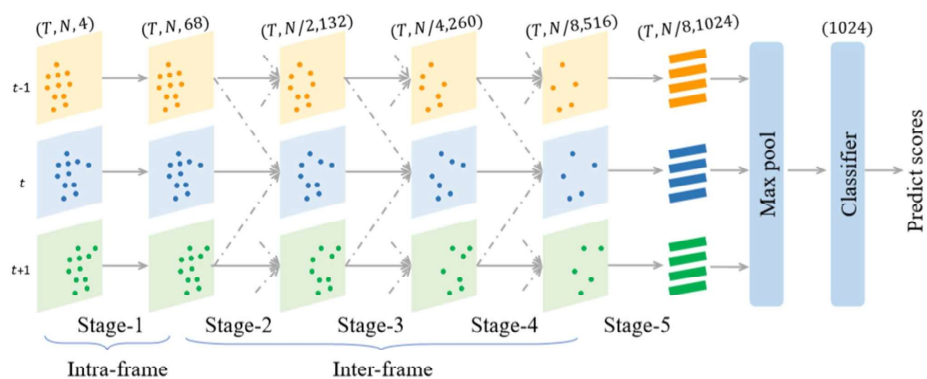 (T, N, 4)
(T, N, 68)
(T, N/2,132)
(T, N/4,260)
(T, N/8,516)
(T, N/8,1024)
(1024)
t-1
t
t+1
Max pool
Classifier
Predict scores
Stage-1
Stage-2
Stage-3
Stage-4
Stage-5
Intra-frame
Inter-frame